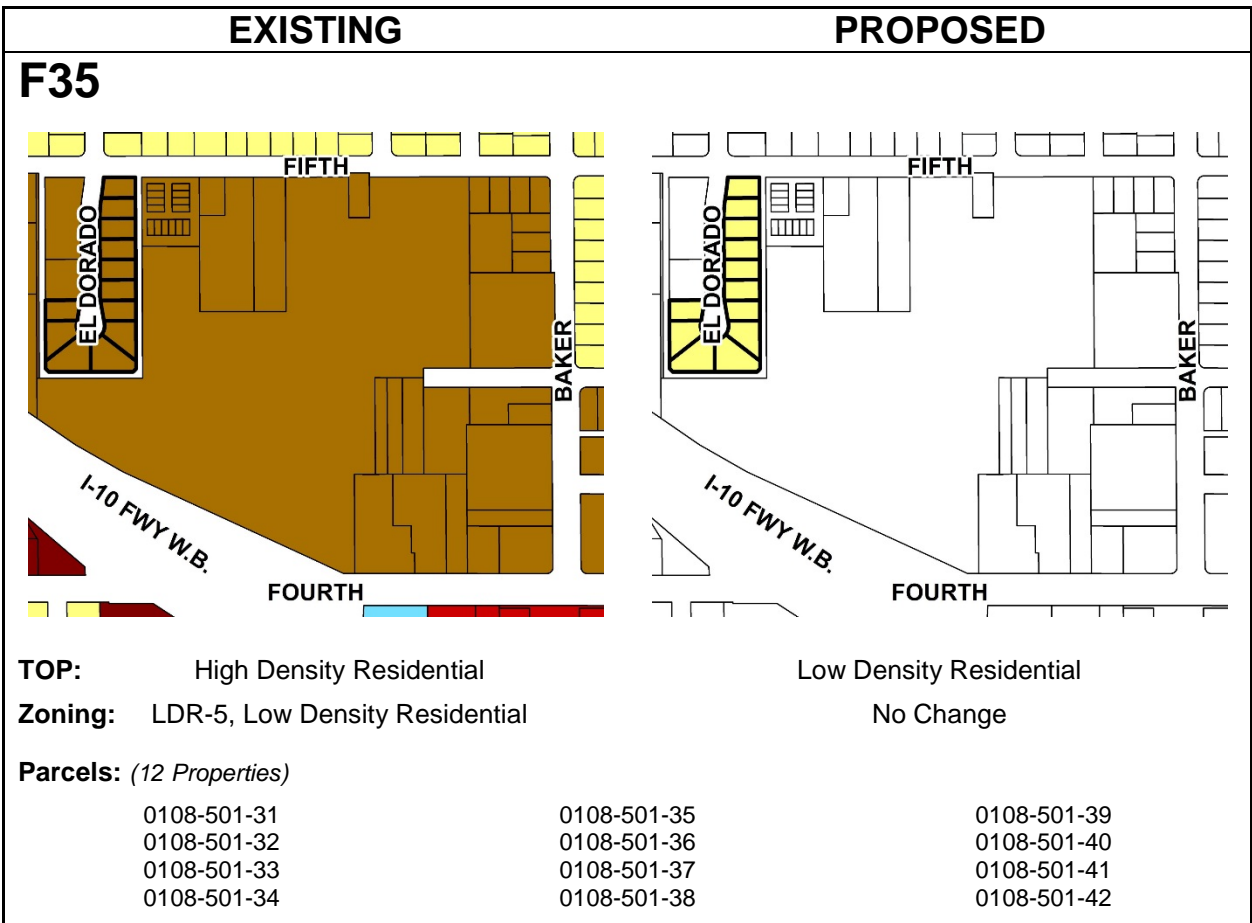 EXISTING PROPOSED
F35
FIFTH
EL DORADO
BAKER
I-10 FWY W.B.
FOURTH
FIFTH
EL DORADO
BAKER
I-10 FWY W.B.
FOURTH
TOP: High Density Residential Low Density Residential
Zoning: LDR-5, Low Density Residential No Change
Parcels: (12 Properties)
0108-501-31 0108-501-35 0108-501-39
0108-501-32 0108-501-36 0108-501-40
0108-501-33 0108-501-37 0108-501-41
0108-501-34 0108-501-38 0108-501-42